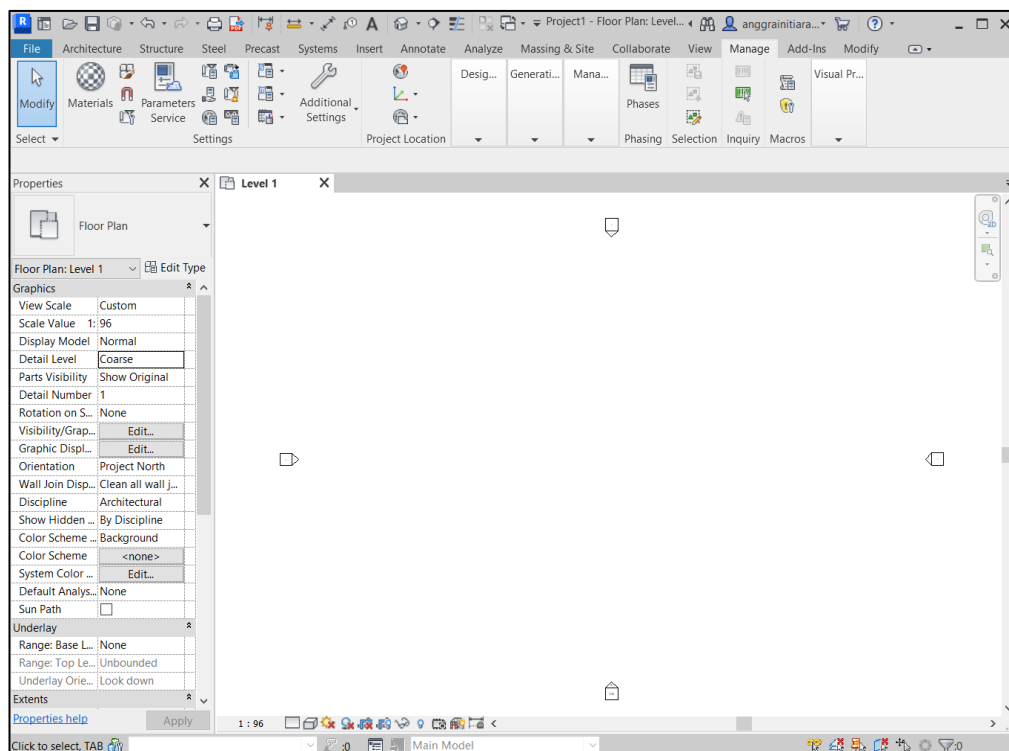 R Project1 - Floor Plan: Level... anggrainitiara...
File Architecture Structure Steel Precast Systems Insert Annotate Analyze Massing & Site Collaborate View Manage Add-Ins Modify
Modify
Materials
Parameters
Service
Additional
Settings
Desig...
Generati...
Mana...
Phases
Visual Pr...
Select Settings Project Location Phasing Selection Inquiry Macros
Properties
Level 1
Floor Plan
Floor Plan: Level 1 Edit Type
Graphics
View Scale Custom
Scale Value 1: 96
Display Model Normal
Detail Level Coarse
Parts Visibility Show Original
Detail Number 1
Rotation on S... None
Visibility/Grap... Edit...
Graphic Displ... Edit...
Orientation Project North
Wall Join Disp... Clean all wall j...
Discipline Architectural
Show Hidden ... By Discipline
Color Scheme ... Background
Color Scheme <none>
System Color ... Edit...
Default Analys... None
Sun Path
Underlay
Range: Base L... None
Range: Top Le... Unbounded
Underlay Orie... Look down
Extents
Properties help Apply
1 : 96
Click to select, TAB :0 Main Model :0
2D